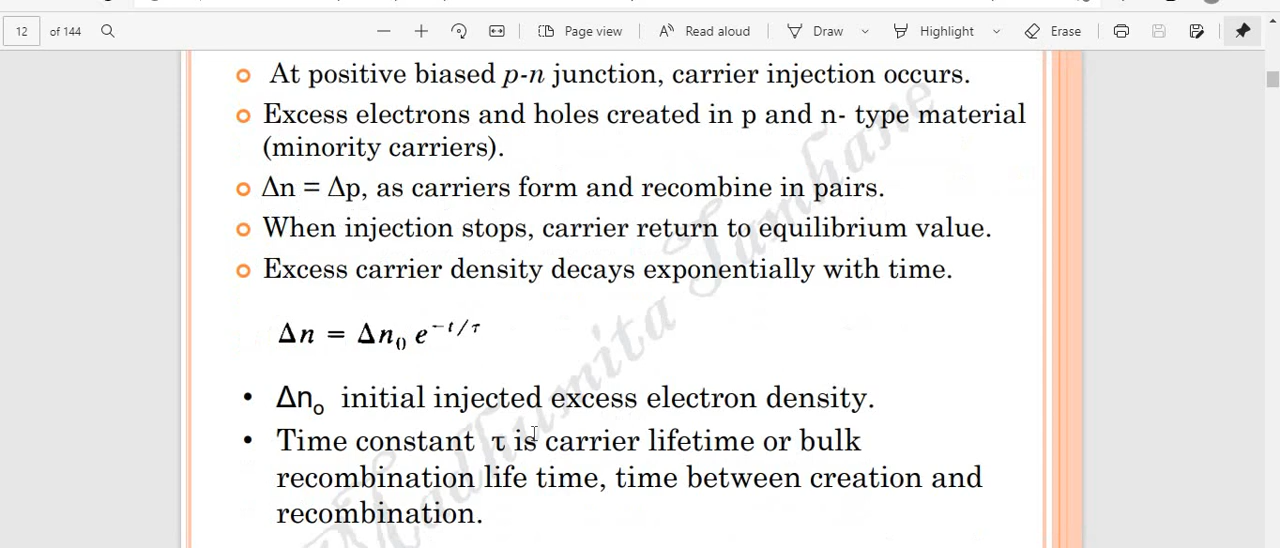 12 of 144 Page view Read aloud Draw Highlight Erase
At positive biased p-n junction, carrier injection occurs.
Excess electrons and holes created in p and n- type material
(minority carriers).
Δn = Δp, as carriers form and recombine in pairs.
When injection stops, carrier return to equilibrium value.
Excess carrier density decays exponentially with time.
Δn = Δn₀ e^−t/τ
• Δnₒ initial injected excess electron density.
• Time constant τ is carrier lifetime or bulk
recombination life time, time between creation and
recombination.
Madhumita Tamhane